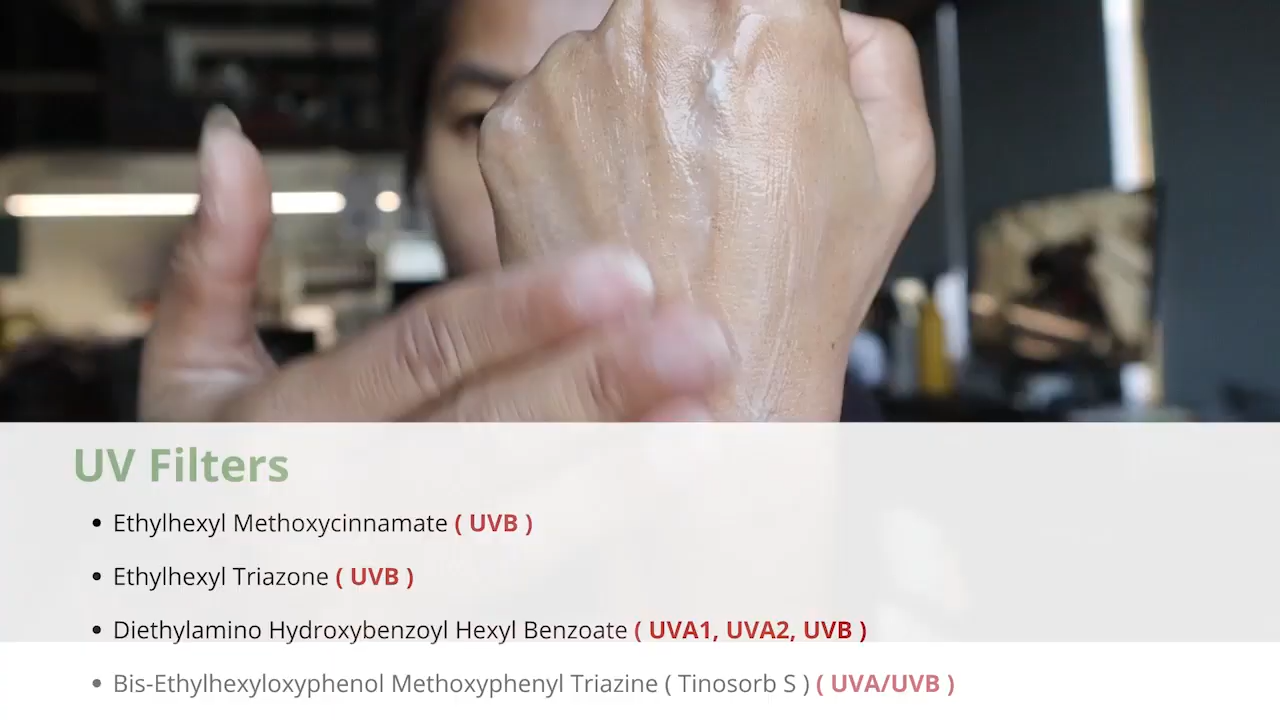 UV Filters
• Ethylhexyl Methoxycinnamate ( UVB )
• Ethylhexyl Triazone ( UVB )
• Diethylamino Hydroxybenzoyl Hexyl Benzoate ( UVA1, UVA2, UVB )
• Bis-Ethylhexyloxyphenol Methoxyphenyl Triazine ( Tinosorb S ) ( UVA/UVB )